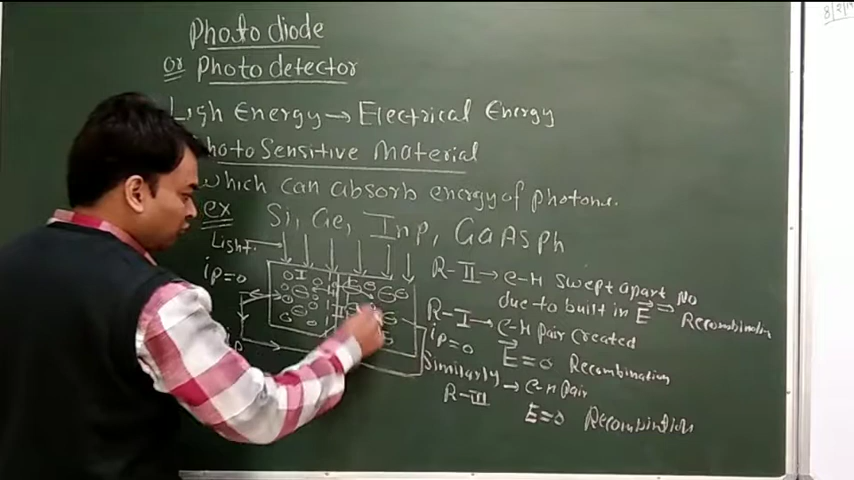 Photo diode
or Photo detector
Ligh Energy → Electrical Energy
Photo Sensitive Material
which can absorb energy of photons.
ex Si, Ge, Inp, GaAsPh
Light.
ip=0
R-II → e-H swept apart No
due to built in E → Recombination
R-I → e-H Pair created
ip=0
E=0 Recombination
Similarly → e-H Pair
R-III
E=0 Recombination